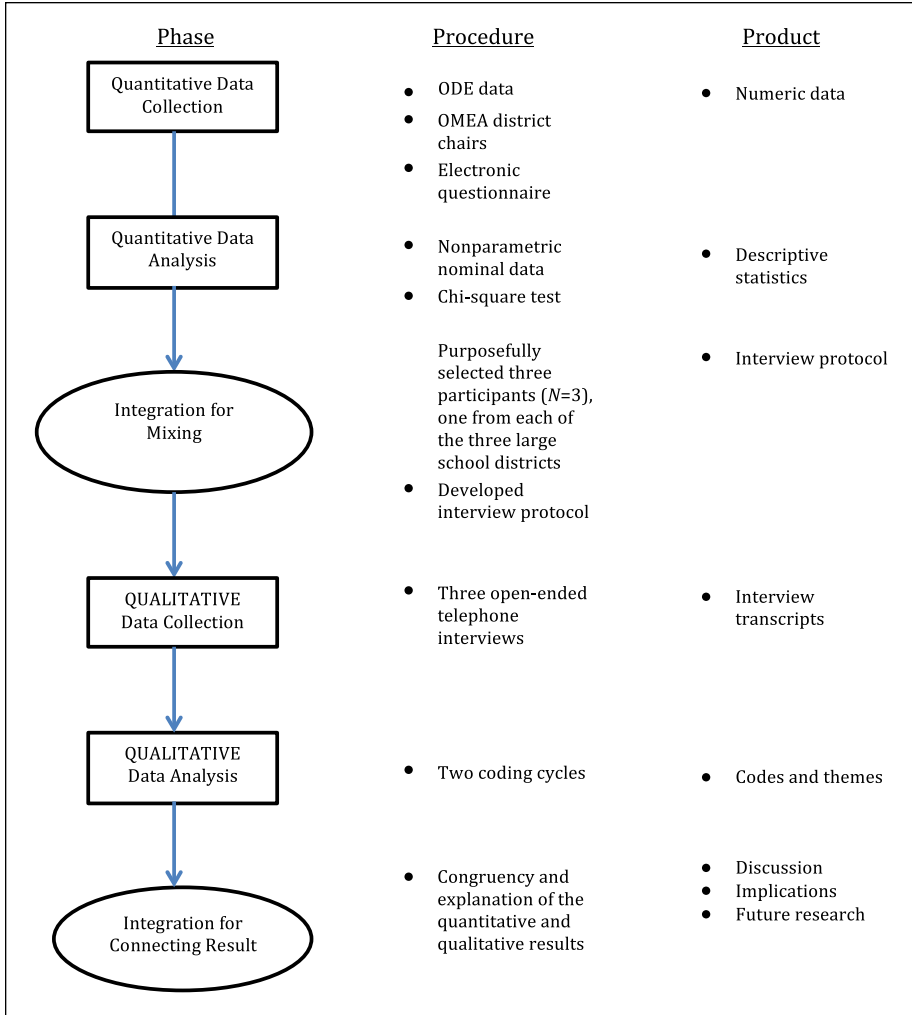 Phase Procedure Product
Quantitative Data
Collection
• ODE data
• OMEA district
chairs
• Electronic
questionnaire
• Numeric data
Quantitative Data
Analysis
• Nonparametric
nominal data
• Chi-square test
• Descriptive
statistics
Integration for
Mixing
Purposefully
selected three
participants (N=3),
one from each of
the three large
school districts
• Developed
interview protocol
• Interview protocol
QUALITATIVE
Data Collection
• Three open-ended
telephone
interviews
• Interview
transcripts
QUALITATIVE
Data Analysis
• Two coding cycles
• Codes and themes
Integration for
Connecting Result
• Congruency and
explanation of the
quantitative and
qualitative results
• Discussion
• Implications
• Future research